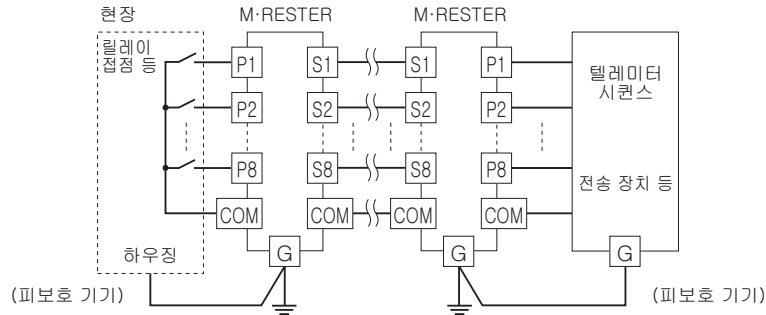 현장
M·RESTER
M·RESTER
릴레이
접점 등
P1
S1
S1
P1
텔레미터
시퀀스
P2
S2
S2
P2
P8
S8
S8
P8
전송 장치 등
COM
COM
COM
COM
하우징
G
G
G
(피보호 기기)
(피보호 기기)